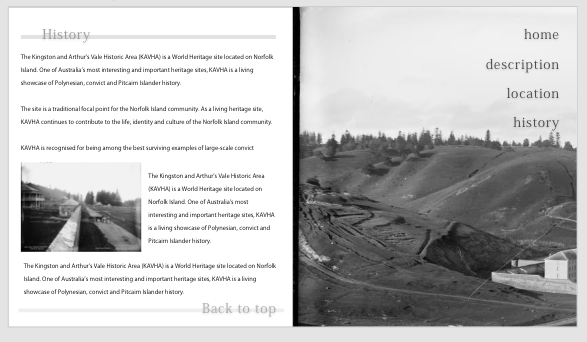 History
The Kingston and Arthur's Vale Historic Area (KAVHA) is a World Heritage site located on Norfolk
Island. One of Australia's most interesting and important heritage sites, KAVHA is a living
showcase of Polynesian, convict and Pitcairn Islander history.
The site is a traditional focal point for the Norfolk Island community. As a living heritage site,
KAVHA continues to contribute to the life, identity and culture of the Norfolk Island community.
KAVHA is recognised for being among the best surviving examples of large-scale convict
The Kingston and Arthur's Vale Historic Area
(KAVHA) is a World Heritage site located on
Norfolk Island. One of Australia's most
interesting and important heritage sites, KAVHA
is a living showcase of Polynesian, convict and
Pitcairn Islander history.
The Kingston and Arthur's Vale Historic Area (KAVHA) is a World Heritage site located on Norfolk
Island. One of Australia's most interesting and important heritage sites, KAVHA is a living
showcase of Polynesian, convict and Pitcairn Islander history.
Back to top
home
description
location
history